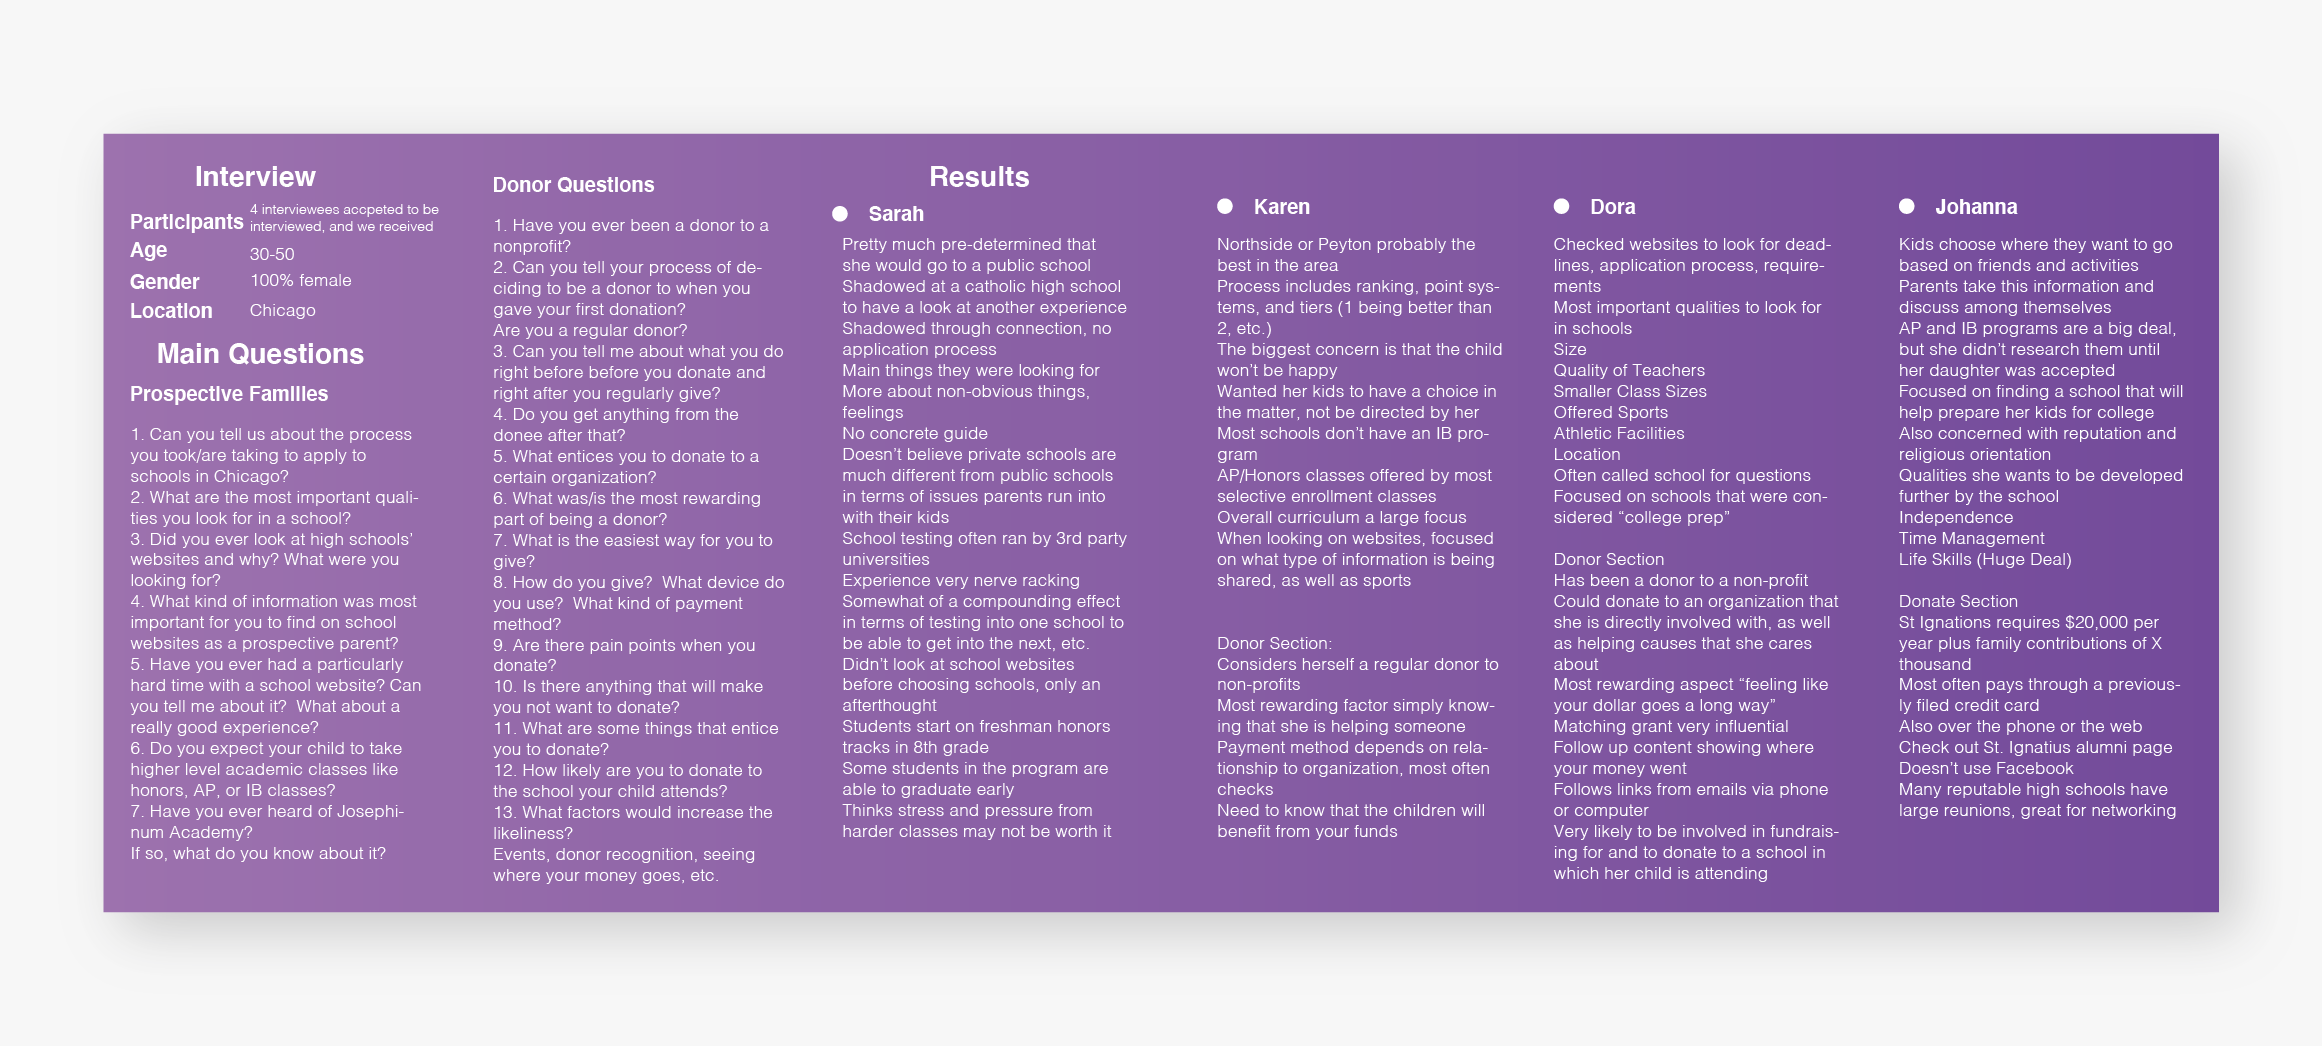 Interview
Participants 4 interviewees accpeted to be
interviewed, and we received
Age 30-50
Gender 100% female
Location Chicago
Main Questions
Prospective Families
1. Can you tell us about the process
you took/are taking to apply to
schools in Chicago?
2. What are the most important quali-
ties you look for in a school?
3. Did you ever look at high schools’
websites and why? What were you
looking for?
4. What kind of information was most
important for you to find on school
websites as a prospective parent?
5. Have you ever had a particularly
hard time with a school website? Can
you tell me about it?  What about a
really good experience?
6. Do you expect your child to take
higher level academic classes like
honors, AP, or IB classes?
7. Have you ever heard of Josephi-
num Academy?
If so, what do you know about it?
Donor Questions
1. Have you ever been a donor to a
nonprofit?
2. Can you tell your process of de-
ciding to be a donor to when you
gave your first donation?
Are you a regular donor?
3. Can you tell me about what you do
right before before you donate and
right after you regularly give?
4. Do you get anything from the
donee after that?
5. What entices you to donate to a
certain organization?
6. What was/is the most rewarding
part of being a donor?
7. What is the easiest way for you to
give?
8. How do you give?  What device do
you use?  What kind of payment
method?
9. Are there pain points when you
donate?
10. Is there anything that will make
you not want to donate?
11. What are some things that entice
you to donate?
12. How likely are you to donate to
the school your child attends?
13. What factors would increase the
likeliness?
Events, donor recognition, seeing
where your money goes, etc.
Results
Sarah
Pretty much pre-determined that
she would go to a public school
Shadowed at a catholic high school
to have a look at another experience
Shadowed through connection, no
application process
Main things they were looking for
More about non-obvious things,
feelings
No concrete guide
Doesn’t believe private schools are
much different from public schools
in terms of issues parents run into
with their kids
School testing often ran by 3rd party
universities
Experience very nerve racking
Somewhat of a compounding effect
in terms of testing into one school to
be able to get into the next, etc.
Didn’t look at school websites
before choosing schools, only an
afterthought
Students start on freshman honors
tracks in 8th grade
Some students in the program are
able to graduate early
Thinks stress and pressure from
harder classes may not be worth it
Karen
Northside or Peyton probably the
best in the area
Process includes ranking, point sys-
tems, and tiers (1 being better than
2, etc.)
The biggest concern is that the child
won’t be happy
Wanted her kids to have a choice in
the matter, not be directed by her
Most schools don’t have an IB pro-
gram
AP/Honors classes offered by most
selective enrollment classes
Overall curriculum a large focus
When looking on websites, focused
on what type of information is being
shared, as well as sports
Donor Section:
Considers herself a regular donor to
non-profits
Most rewarding factor simply know-
ing that she is helping someone
Payment method depends on rela-
tionship to organization, most often
checks
Need to know that the children will
benefit from your funds
Dora
Checked websites to look for dead-
lines, application process, require-
ments
Most important qualities to look for
in schools
Size
Quality of Teachers
Smaller Class Sizes
Offered Sports
Athletic Facilities
Location
Often called school for questions
Focused on schools that were con-
sidered “college prep”
Donor Section
Has been a donor to a non-profit
Could donate to an organization that
she is directly involved with, as well
as helping causes that she cares
about
Most rewarding aspect “feeling like
your dollar goes a long way”
Matching grant very influential
Follow up content showing where
your money went
Follows links from emails via phone
or computer
Very likely to be involved in fundrais-
ing for and to donate to a school in
which her child is attending
Johanna
Kids choose where they want to go
based on friends and activities
Parents take this information and
discuss among themselves
AP and IB programs are a big deal,
but she didn’t research them until
her daughter was accepted
Focused on finding a school that will
help prepare her kids for college
Also concerned with reputation and
religious orientation
Qualities she wants to be developed
further by the school
Independence
Time Management
Life Skills (Huge Deal)
Donate Section
St Ignations requires $20,000 per
year plus family contributions of X
thousand
Most often pays through a previous-
ly filed credit card
Also over the phone or the web
Check out St. Ignatius alumni page
Doesn’t use Facebook
Many reputable high schools have
large reunions, great for networking